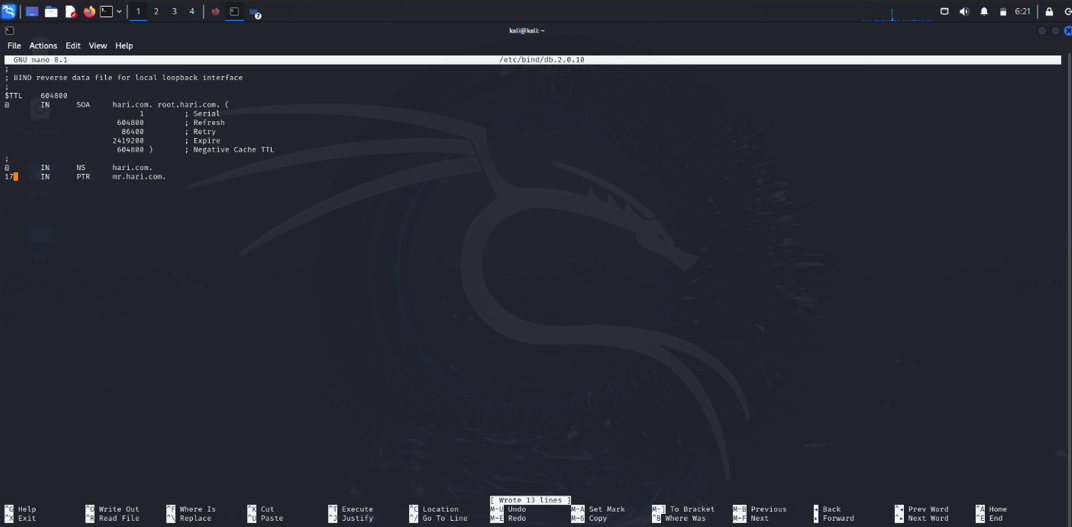 1 2 3 4 6:21
kali@kali: ~
File Actions Edit View Help
GNU nano 8.1 /etc/bind/db.2.0.10
;
; BIND reverse data file for local loopback interface
;
$TTL 604800
@ IN SOA hari.com. root.hari.com. (
1 ; Serial
604800 ; Refresh
86400 ; Retry
2419200 ; Expire
604800 ) ; Negative Cache TTL
;
@ IN NS hari.com.
17 IN PTR mr.hari.com.
[ Wrote 13 lines ]
^G Help ^O Write Out ^F Where Is ^K Cut ^T Execute ^C Location M-U Undo M-A Set Mark M-] To Bracket M-B Previous ◂ Back ^◂ Prev Word ^A Home
^X Exit ^R Read File ^\ Replace ^U Paste ^J Justify ^/ Go To Line M-E Redo M-6 Copy ^B Where Was M-F Next ▸ Forward ^▸ Next Word ^E End